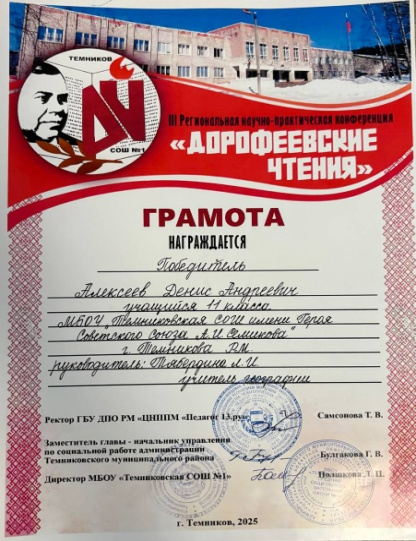 ТЕМНИКОВ
ДЧ
СОШ №1
III Региональная научно-практическая конференция
«ДОРОФЕЕВСКИЕ
ЧТЕНИЯ»
ГРАМОТА
НАГРАЖДАЕТСЯ
Победитель
Алексеев Денис Андреевич
учащийся 11 класса
МБОУ "Темниковская СОШ имени Героя
Советского Союза А.И. Семикова"
г. Темникова РМ
руководитель: Тябердина Л.И.
учитель географии
Ректор ГБУ ДПО РМ «ЦНППМ «Педагог 13.ру» Самсонова Т. В.
Заместитель главы - начальник управления
по социальной работе администрации
Темниковского муниципального района Булгакова Г. В.
Директор МБОУ «Темниковская СОШ №1» Полшкова Л. П.
г. Темников, 2025